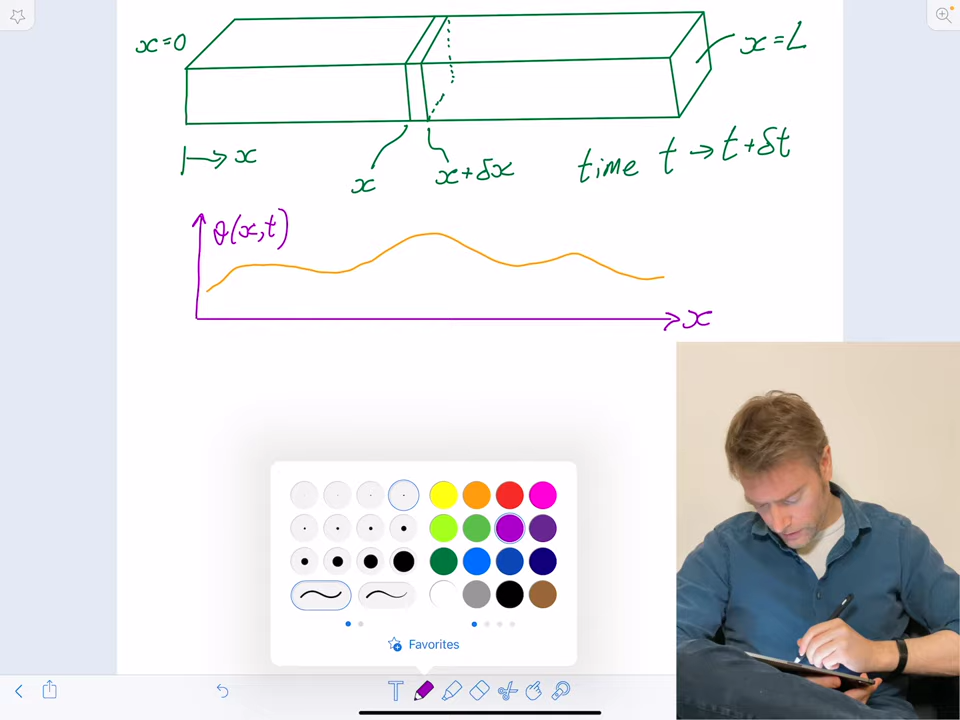 x=0
x=L
x
x
x+δx
time t→t+δt
θ(x,t)
x
T
Favorites